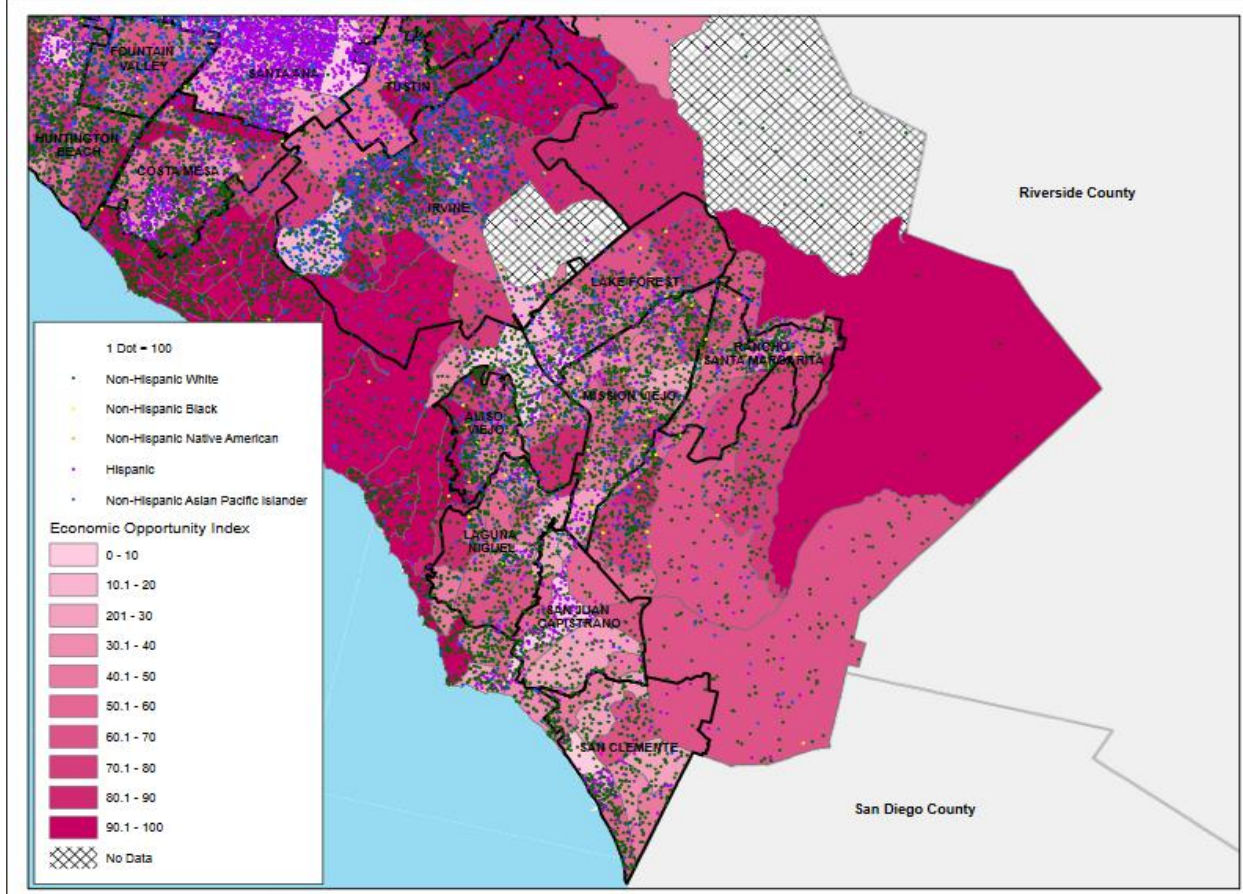 FOUNTAIN
VALLEY
SANTA ANA
TUSTIN
HUNTINGTON
BEACH
COSTA MESA
IRVINE
Riverside County
LAKE FOREST
RANCHO
SANTA MARGARITA
MISSION VIEJO
ALISO
VIEJO
LAGUNA
NIGUEL
SAN JUAN
CAPISTRANO
SAN CLEMENTE
San Diego County
1 Dot = 100
Non-Hispanic White
Non-Hispanic Black
Non-Hispanic Native American
Hispanic
Non-Hispanic Asian Pacific Islander
Economic Opportunity Index
0 - 10
10.1 - 20
201 - 30
30.1 - 40
40.1 - 50
50.1 - 60
60.1 - 70
70.1 - 80
80.1 - 90
90.1 - 100
No Data